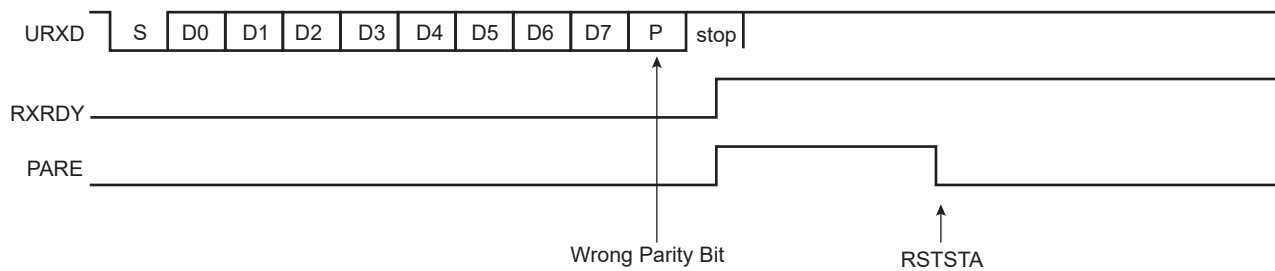 URXD S D0 D1 D2 D3 D4 D5 D6 D7 P stop
RXRDY
PARE
Wrong Parity Bit RSTSTA